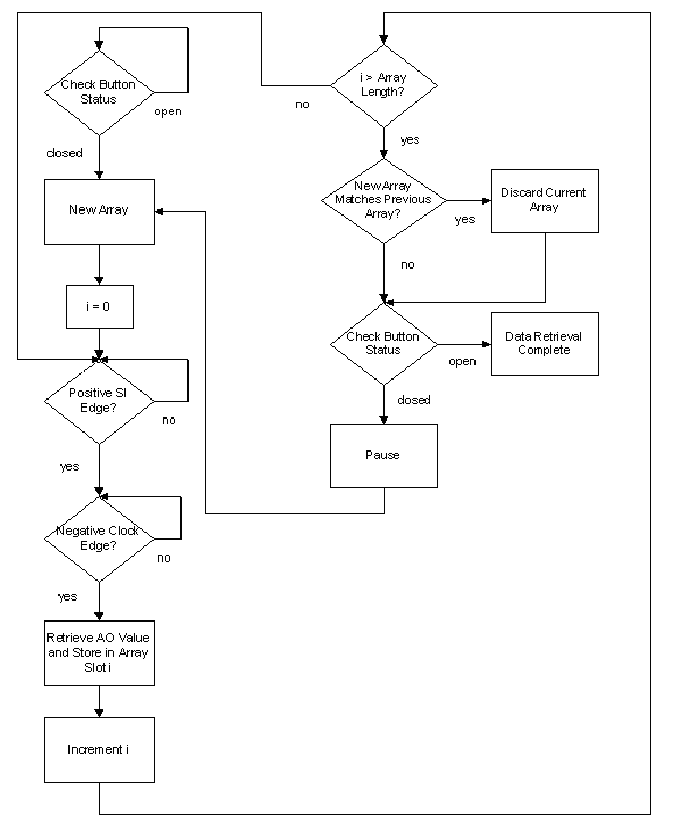 Check Button
Status
open
closed
New Array
i = 0
Positive SI
Edge?
no
yes
Negative Clock
Edge?
no
yes
Retrieve AO Value
and Store in Array
Slot i
Increment i
i > Array
Length?
no
yes
New Array
Matches Previous
Array?
yes
Discard Current
Array
no
Check Button
Status
open
Data Retrieval
Complete
closed
Pause